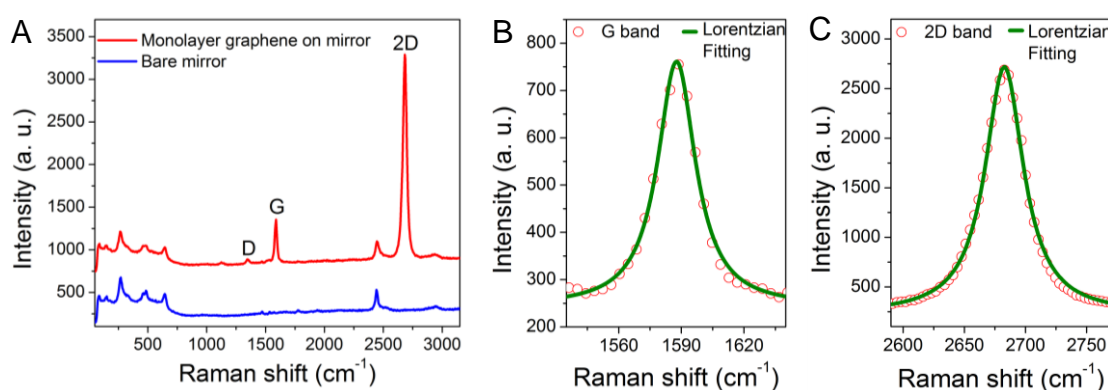 A
3500
3000
2500
2000
1500
1000
500
Intensity (a. u.)
Monolayer graphene on mirror
Bare mirror
2D
G
D
500 1000 1500 2000 2500 3000
Raman shift (cm-1)
B
800
700
600
500
400
300
200
Intensity (a. u.)
G band
Lorentzian
Fitting
1560 1590 1620
Raman shift (cm-1)
C
3000
2500
2000
1500
1000
500
Intensity (a. u.)
2D band
Lorentzian
Fitting
2600 2650 2700 2750
Raman shift (cm-1)